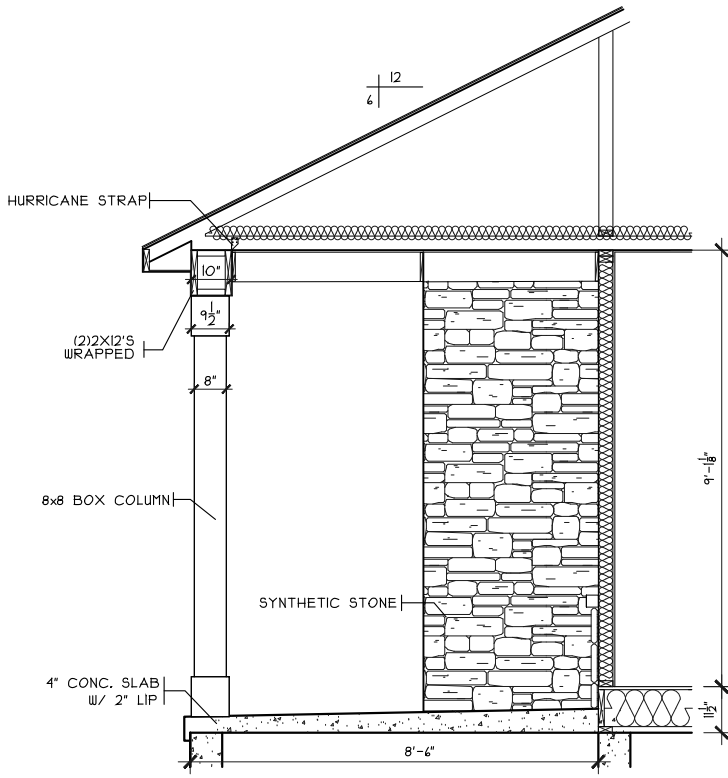 12
6
HURRICANE STRAP
10"
9 1/2"
(2)2X12'S
WRAPPED
8"
9'-1 1/8"
8x8 BOX COLUMN
SYNTHETIC STONE
4" CONC. SLAB
W/ 2" LIP
11 1/2"
8'-6"